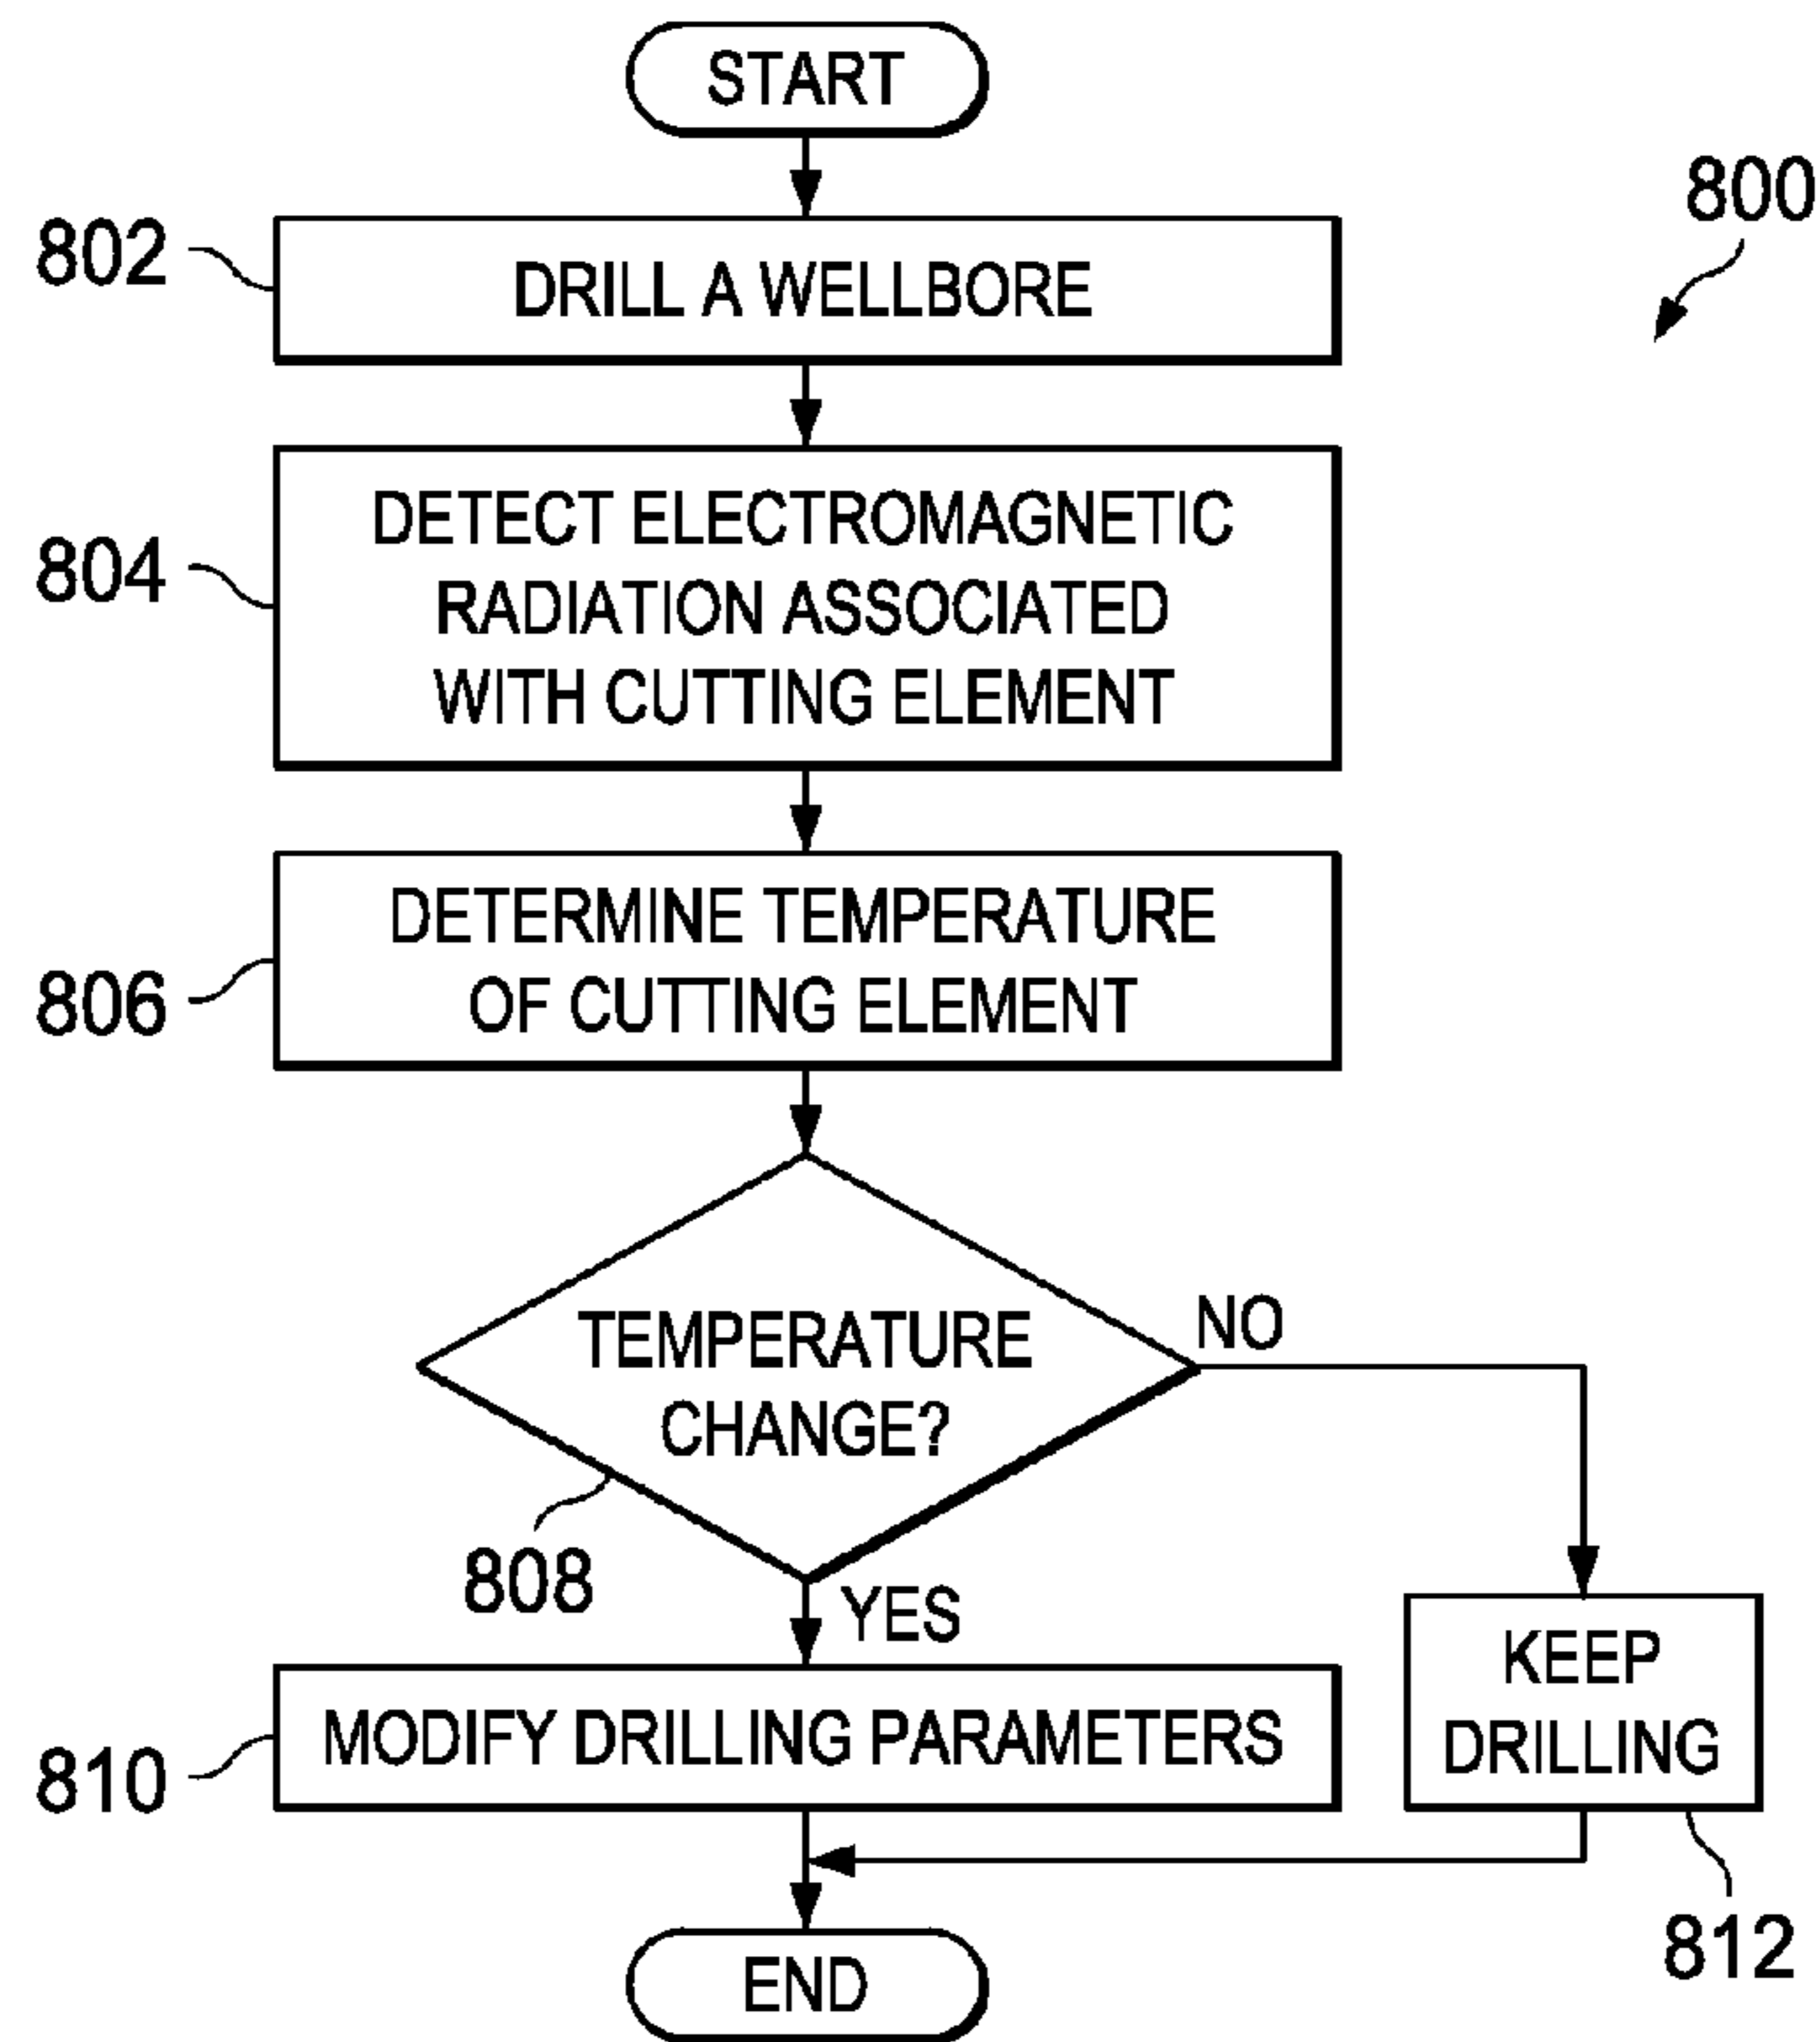 START
800
802
DRILL A WELLBORE
804
DETECT ELECTROMAGNETIC
RADIATION ASSOCIATED
WITH CUTTING ELEMENT
806
DETERMINE TEMPERATURE
OF CUTTING ELEMENT
TEMPERATURE
CHANGE?
808
NO
YES
810
MODIFY DRILLING PARAMETERS
KEEP
DRILLING
812
END